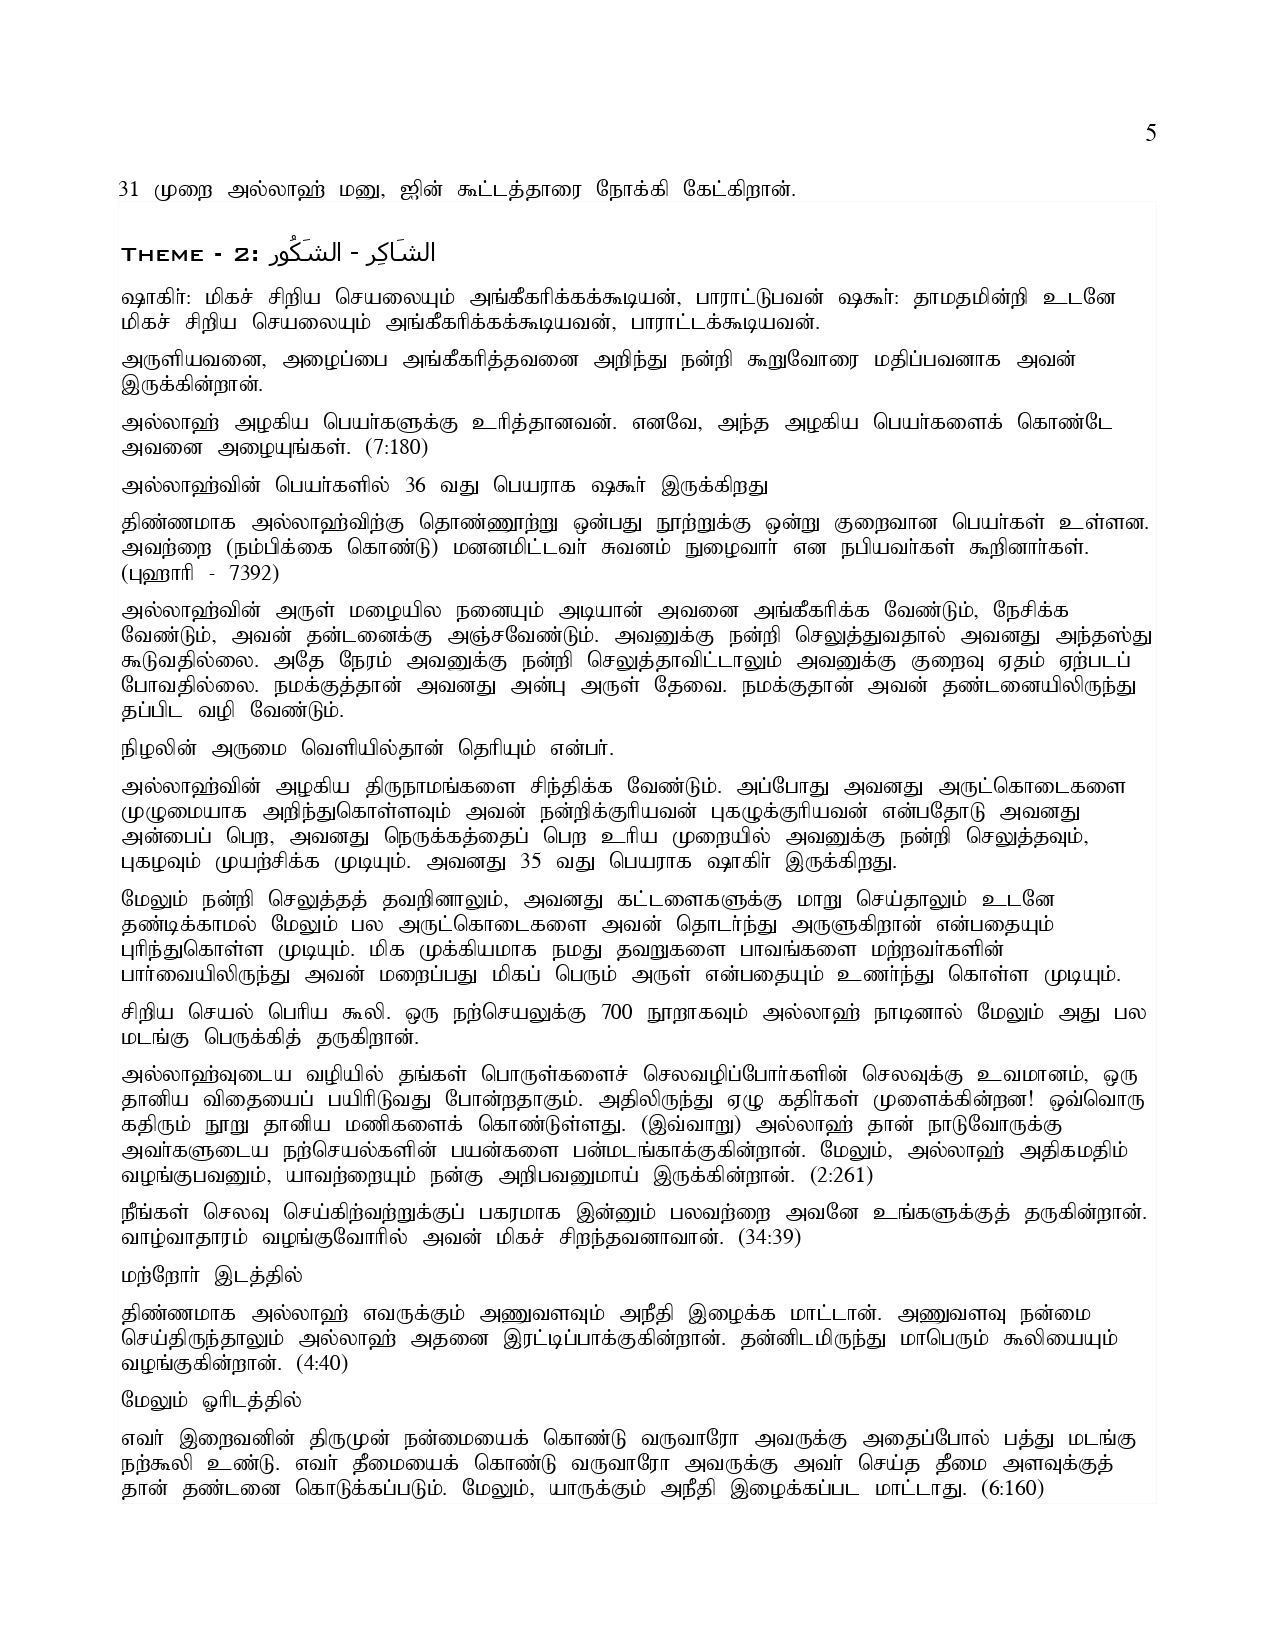 5
31 முறை அல்லாஹ் மனு, ஜின் கூட்டத்தாரை நோக்கி கேட்கிறான்.
Theme - 2: الشَاكِر - الشَكُور
ஷாகிர்: மிகச் சிறிய செயலையும் அங்கீகரிக்கக்கூடியன், பாராட்டுபவன் ஷகூர்: தாமதமின்றி உடனே
மிகச் சிறிய செயலையும் அங்கீகரிக்கக்கூடியவன், பாராட்டக்கூடியவன்.
அருளியவனை, அழைப்பை அங்கீகரித்தவனை அறிந்து நன்றி கூறுவோரை மதிப்பவனாக அவன்
இருக்கின்றான்.
அல்லாஹ் அழகிய பெயர்களுக்கு உரித்தானவன். எனவே, அந்த அழகிய பெயர்களைக் கொண்டே
அவனை அழையுங்கள். (7:180)
அல்லாஹ்வின் பெயர்களில் 36 வது பெயராக ஷகூர் இருக்கிறது
திண்ணமாக அல்லாஹ்விற்கு தொண்ணூற்று ஒன்பது நூற்றுக்கு ஒன்று குறைவான பெயர்கள் உள்ளன.
அவற்றை (நம்பிக்கை கொண்டு) மனனமிட்டவர் சுவனம் நுழைவார் என நபியவர்கள் கூறினார்கள்.
(புஹாரி - 7392)
அல்லாஹ்வின் அருள் மழையில நனையும் அடியான் அவனை அங்கீகரிக்க வேண்டும், நேசிக்க
வேண்டும், அவன் தன்டனைக்கு அஞ்சவேண்டும். அவனுக்கு நன்றி செலுத்துவதால் அவனது அந்தஸ்து
கூடுவதில்லை. அதே நேரம் அவனுக்கு நன்றி செலுத்தாவிட்டாலும் அவனுக்கு குறைவு ஏதம் ஏற்படப்
போவதில்லை. நமக்குத்தான் அவனது அன்பு அருள் தேவை. நமக்குதான் அவன் தண்டனையிலிருந்து
தப்பிட வழி வேண்டும்.
நிழலின் அருமை வெளியில்தான் தெரியும் என்பர்.
அல்லாஹ்வின் அழகிய திருநாமங்களை சிந்திக்க வேண்டும். அப்போது அவனது அருட்கொடைகளை
முழுமையாக அறிந்துகொள்ளவும் அவன் நன்றிக்குரியவன் புகழுக்குரியவன் என்பதோடு அவனது
அன்பைப் பெற, அவனது நெருக்கத்தைப் பெற உரிய முறையில் அவனுக்கு நன்றி செலுத்தவும்,
புகழவும் முயற்சிக்க முடியும். அவனது 35 வது பெயராக ஷாகிர் இருக்கிறது.
மேலும் நன்றி செலுத்தத் தவறினாலும், அவனது கட்டளைகளுக்கு மாறு செய்தாலும் உடனே
தண்டிக்காமல் மேலும் பல அருட்கொடைகளை அவன் தொடர்ந்து அருளுகிறான் என்பதையும்
புரிந்துகொள்ள முடியும். மிக முக்கியமாக நமது தவறுகளை பாவங்களை மற்றவர்களின்
பார்வையிலிருந்து அவன் மறைப்பது மிகப் பெரும் அருள் என்பதையும் உணர்ந்து கொள்ள முடியும்.
சிறிய செயல் பெரிய கூலி. ஒரு நற்செயலுக்கு 700 நூறாகவும் அல்லாஹ் நாடினால் மேலும் அது பல
மடங்கு பெருக்கித் தருகிறான்.
அல்லாஹ்வுடைய வழியில் தங்கள் பொருள்களைச் செலவழிப்போர்களின் செலவுக்கு உவமானம், ஒரு
தானிய விதையைப் பயிரிடுவது போன்றதாகும். அதிலிருந்து ஏழு கதிர்கள் முளைக்கின்றன! ஒவ்வொரு
கதிரும் நூறு தானிய மணிகளைக் கொண்டுள்ளது. (இவ்வாறு) அல்லாஹ் தான் நாடுவோருக்கு
அவர்களுடைய நற்செயல்களின் பயன்களை பன்மடங்காக்குகின்றான். மேலும், அல்லாஹ் அதிகமதிம்
வழங்குபவனும், யாவற்றையும் நன்கு அறிபவனுமாய் இருக்கின்றான். (2:261)
நீங்கள் செலவு செய்கிற்வற்றுக்குப் பகரமாக இன்னும் பலவற்றை அவனே உங்களுக்குத் தருகின்றான்.
வாழ்வாதாரம் வழங்குவோரில் அவன் மிகச் சிறந்தவனாவான். (34:39)
மற்றோர் இடத்தில்
திண்ணமாக அல்லாஹ் எவருக்கும் அணுவளவும் அநீதி இழைக்க மாட்டான். அணுவளவு நன்மை
செய்திருந்தாலும் அல்லாஹ் அதனை இரட்டிப்பாக்குகின்றான். தன்னிடமிருந்து மாபெரும் கூலியையும்
வழங்குகின்றான். (4:40)
மேலும் ஓரிடத்தில்
எவர் இறைவனின் திருமுன் நன்மையைக் கொண்டு வருவாரோ அவருக்கு அதைப்போல் பத்து மடங்கு
நற்கூலி உண்டு. எவர் தீமையைக் கொண்டு வருவாரோ அவருக்கு அவர் செய்த தீமை அளவுக்குத்
தான் தண்டனை கொடுக்கப்படும். மேலும், யாருக்கும் அநீதி இழைக்கப்பட மாட்டாது. (6:160)